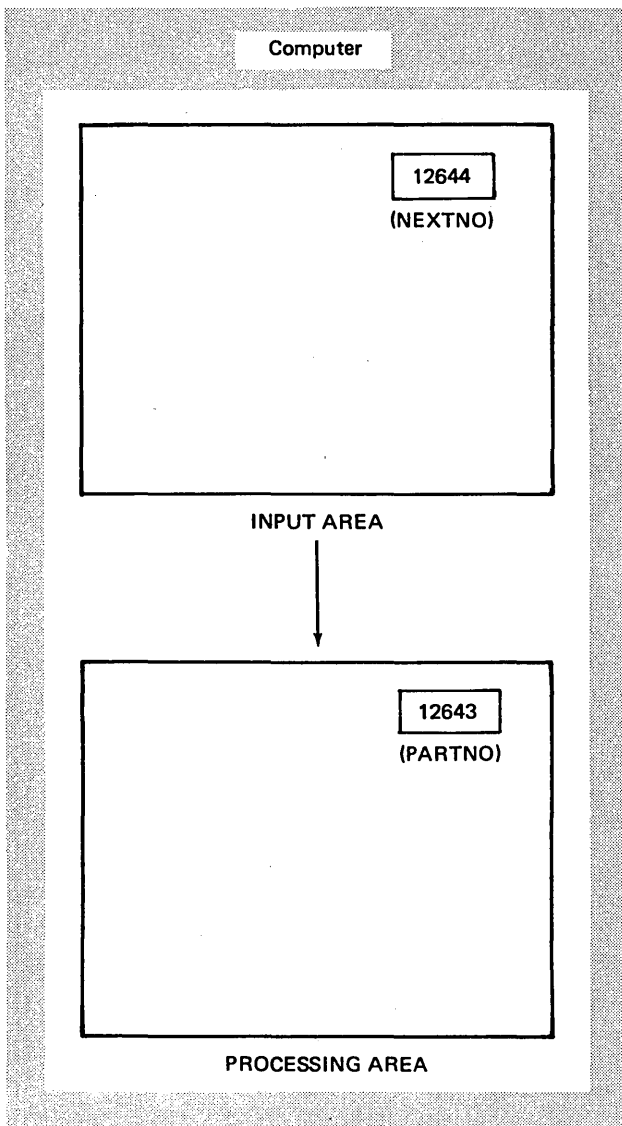 Computer
12644
(NEXTNO)
INPUT AREA
12643
(PARTNO)
PROCESSING AREA